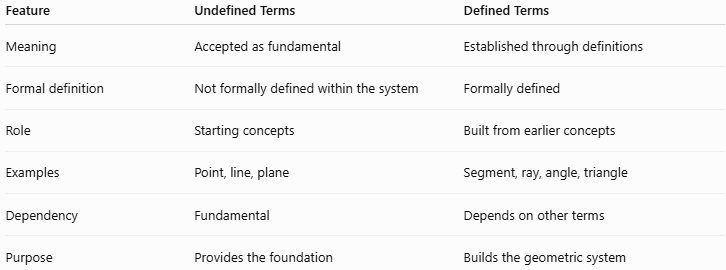 Feature Undefined Terms Defined Terms
Meaning Accepted as fundamental Established through definitions
Formal definition Not formally defined within the system Formally defined
Role Starting concepts Built from earlier concepts
Examples Point, line, plane Segment, ray, angle, triangle
Dependency Fundamental Depends on other terms
Purpose Provides the foundation Builds the geometric system